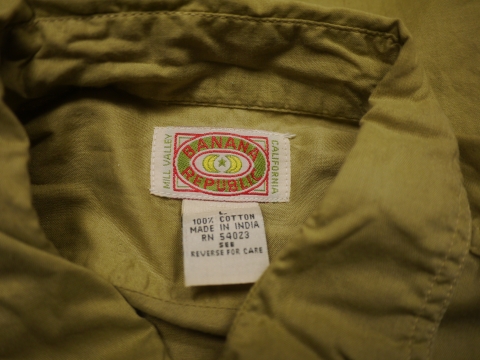 MILL VALLEY
BANANA
REPUBLIC
CALIFORNIA
L
100% COTTON
MADE IN INDIA
RN 54023
SEE
REVERSE FOR CARE